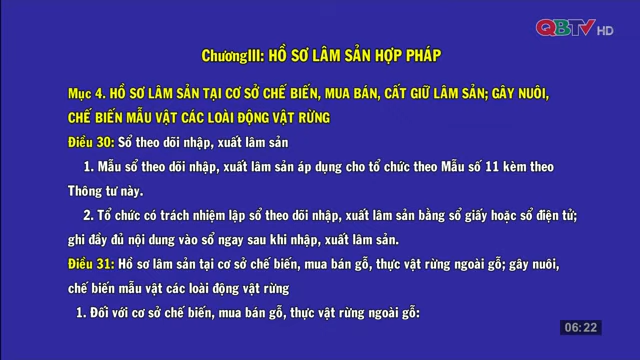 QBTV HD
ChươngIII: HỒ SƠ LÂM SẢN HỢP PHÁP
Mục 4. HỒ SƠ LÂM SẢN TẠI CƠ SỞ CHẾ BIẾN, MUA BÁN, CẤT GIỮ LÂM SẢN; GÂY NUÔI,
CHẾ BIẾN MẪU VẬT CÁC LOÀI ĐỘNG VẬT RỪNG
Điều 30: Sổ theo dõi nhập, xuất lâm sản
1. Mẫu sổ theo dõi nhập, xuất lâm sản áp dụng cho tổ chức theo Mẫu số 11 kèm theo
Thông tư này.
2. Tổ chức có trách nhiệm lập sổ theo dõi nhập, xuất lâm sản bằng sổ giấy hoặc sổ điện tử;
ghi đầy đủ nội dung vào sổ ngay sau khi nhập, xuất lâm sản.
Điều 31: Hồ sơ lâm sản tại cơ sở chế biến, mua bán gỗ, thực vật rừng ngoài gỗ; gây nuôi,
chế biến mẫu vật các loài động vật rừng
1. Đối với cơ sở chế biến, mua bán gỗ, thực vật rừng ngoài gỗ:
06:22